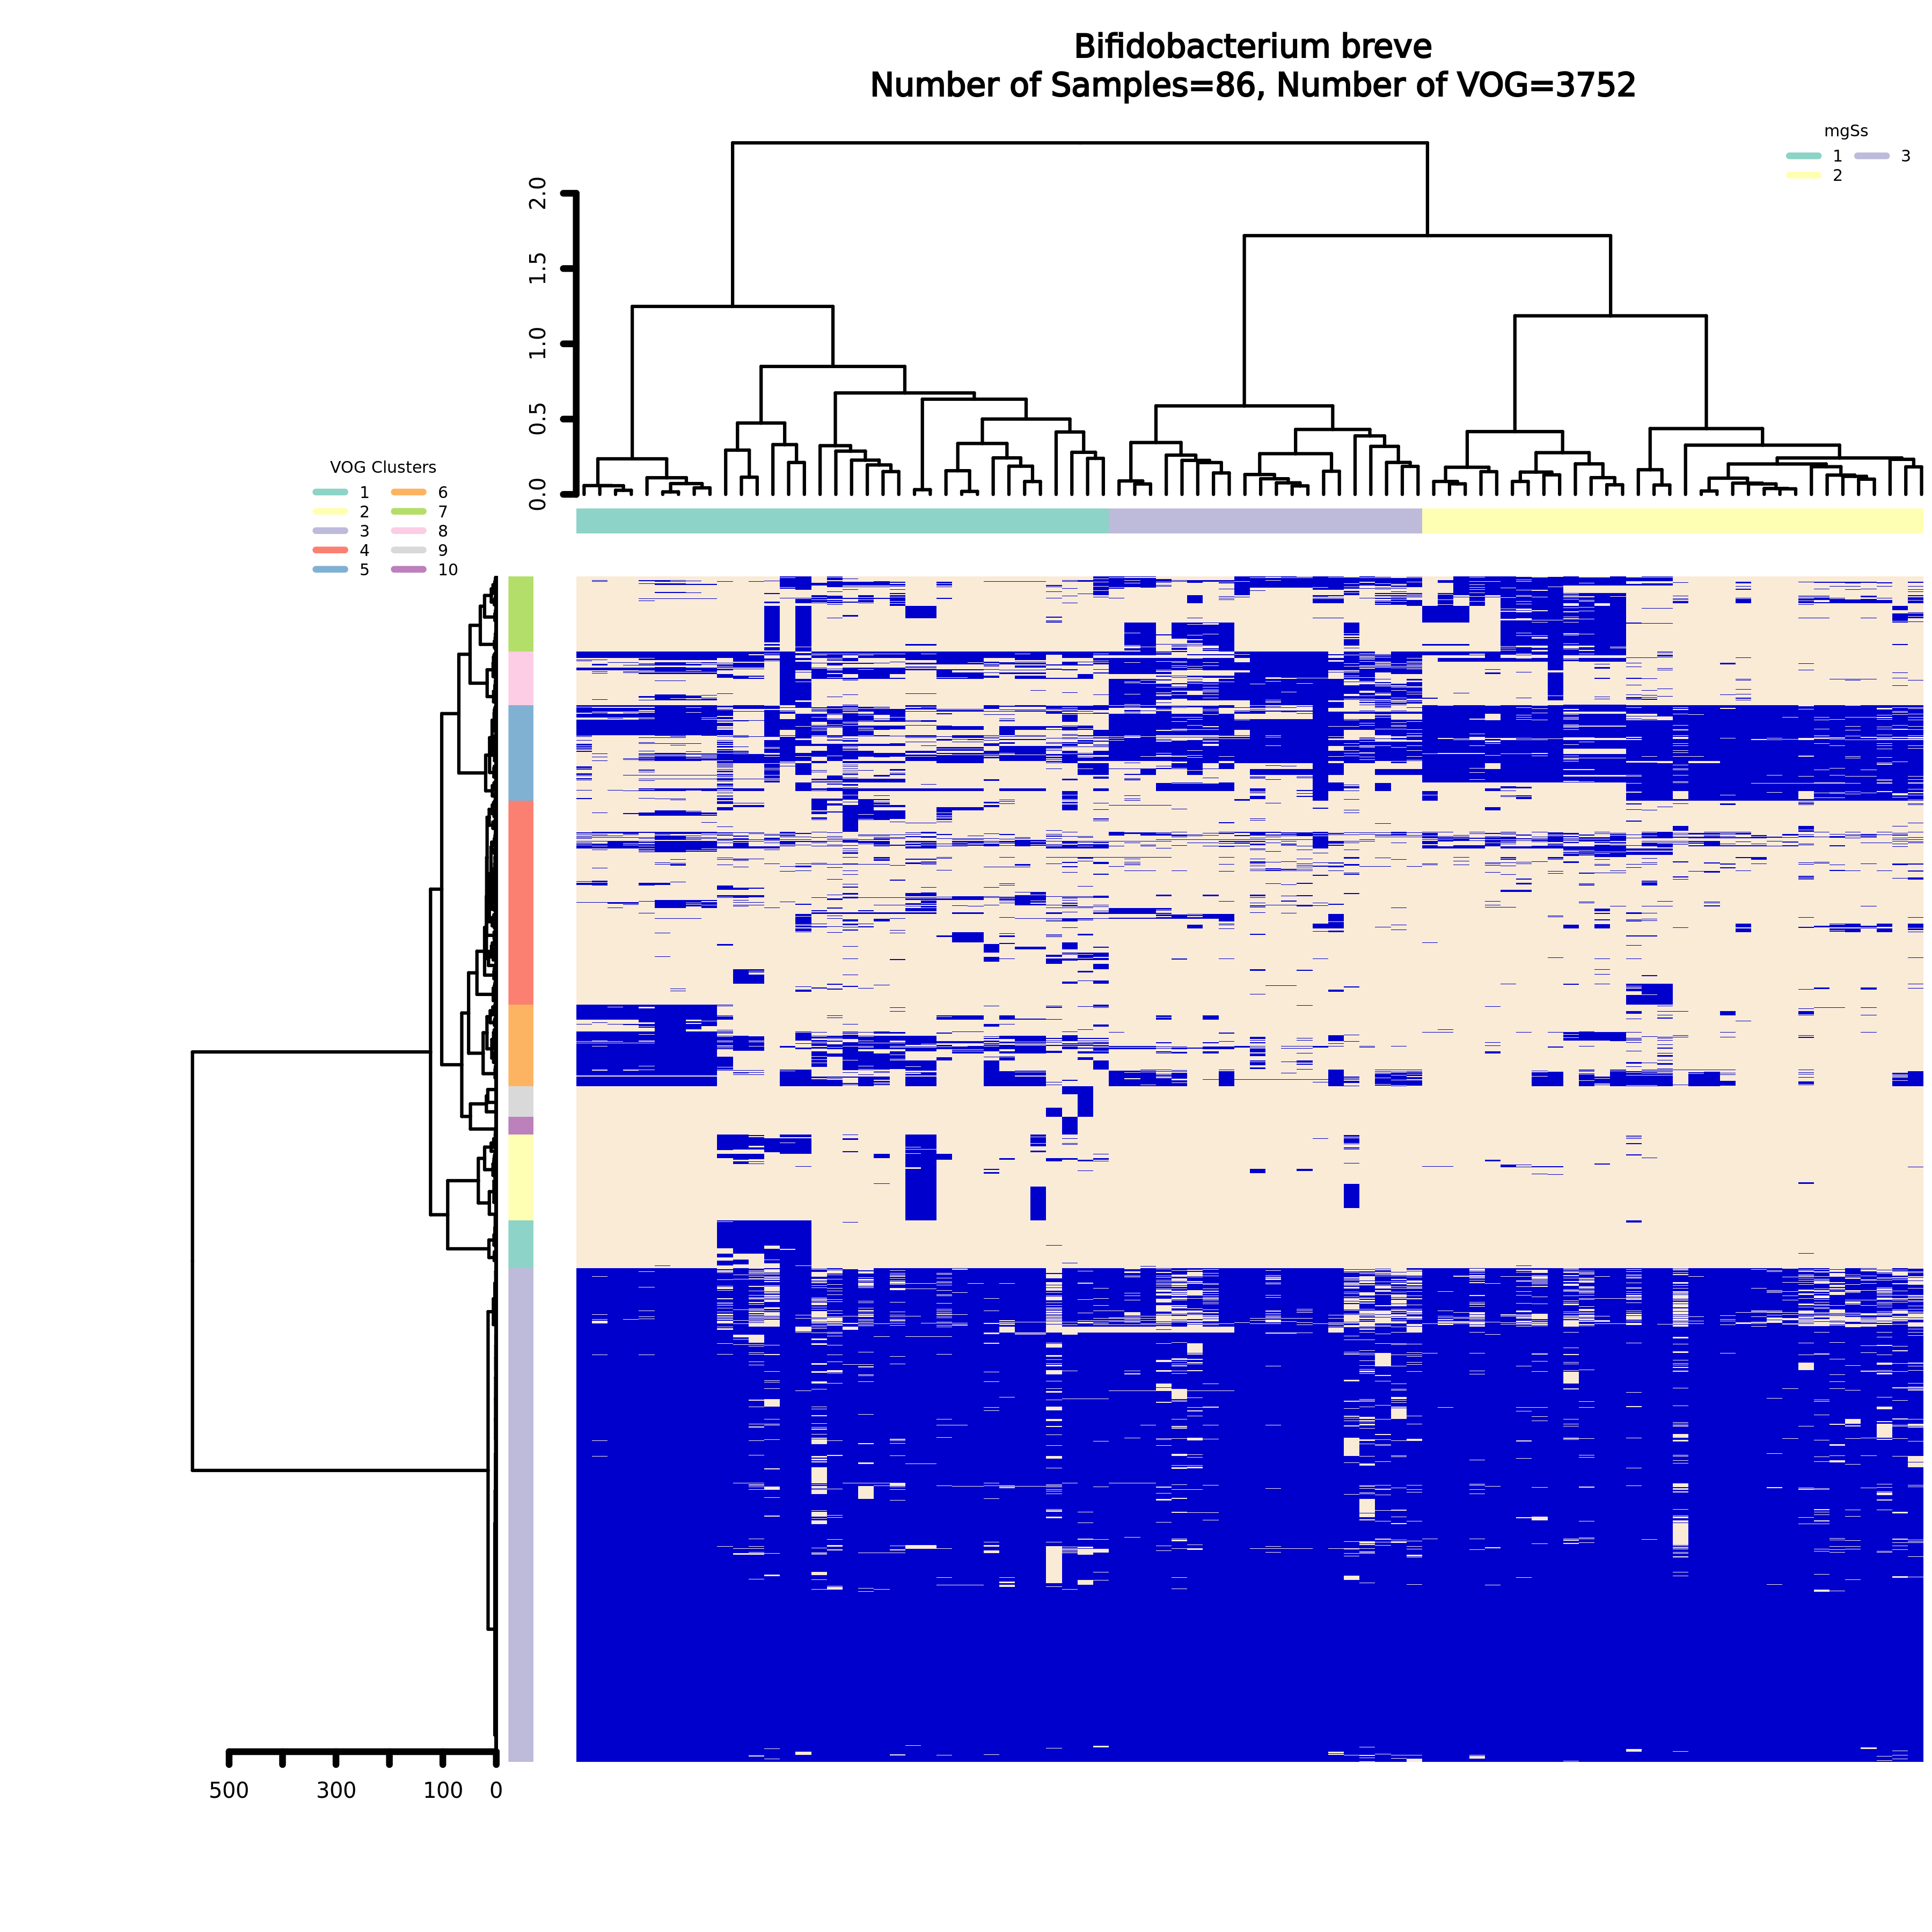 Bifidobacterium breve
Number of Samples=86, Number of VOG=3752
mgSs
1 3
2
2.0
1.5
1.0
0.5
0.0
VOG Clusters
1 6
2 7
3 8
4 9
5 10
500 300 100 0